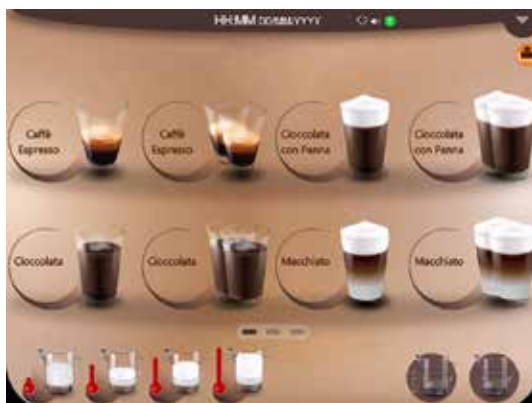 HH:MM DD/MM/YYYY
Caffè
Espresso
Caffè
Espresso
Cioccolata
con Panna
Cioccolata
con Panna
Cioccolata
Cioccolata
Macchiato
Macchiato